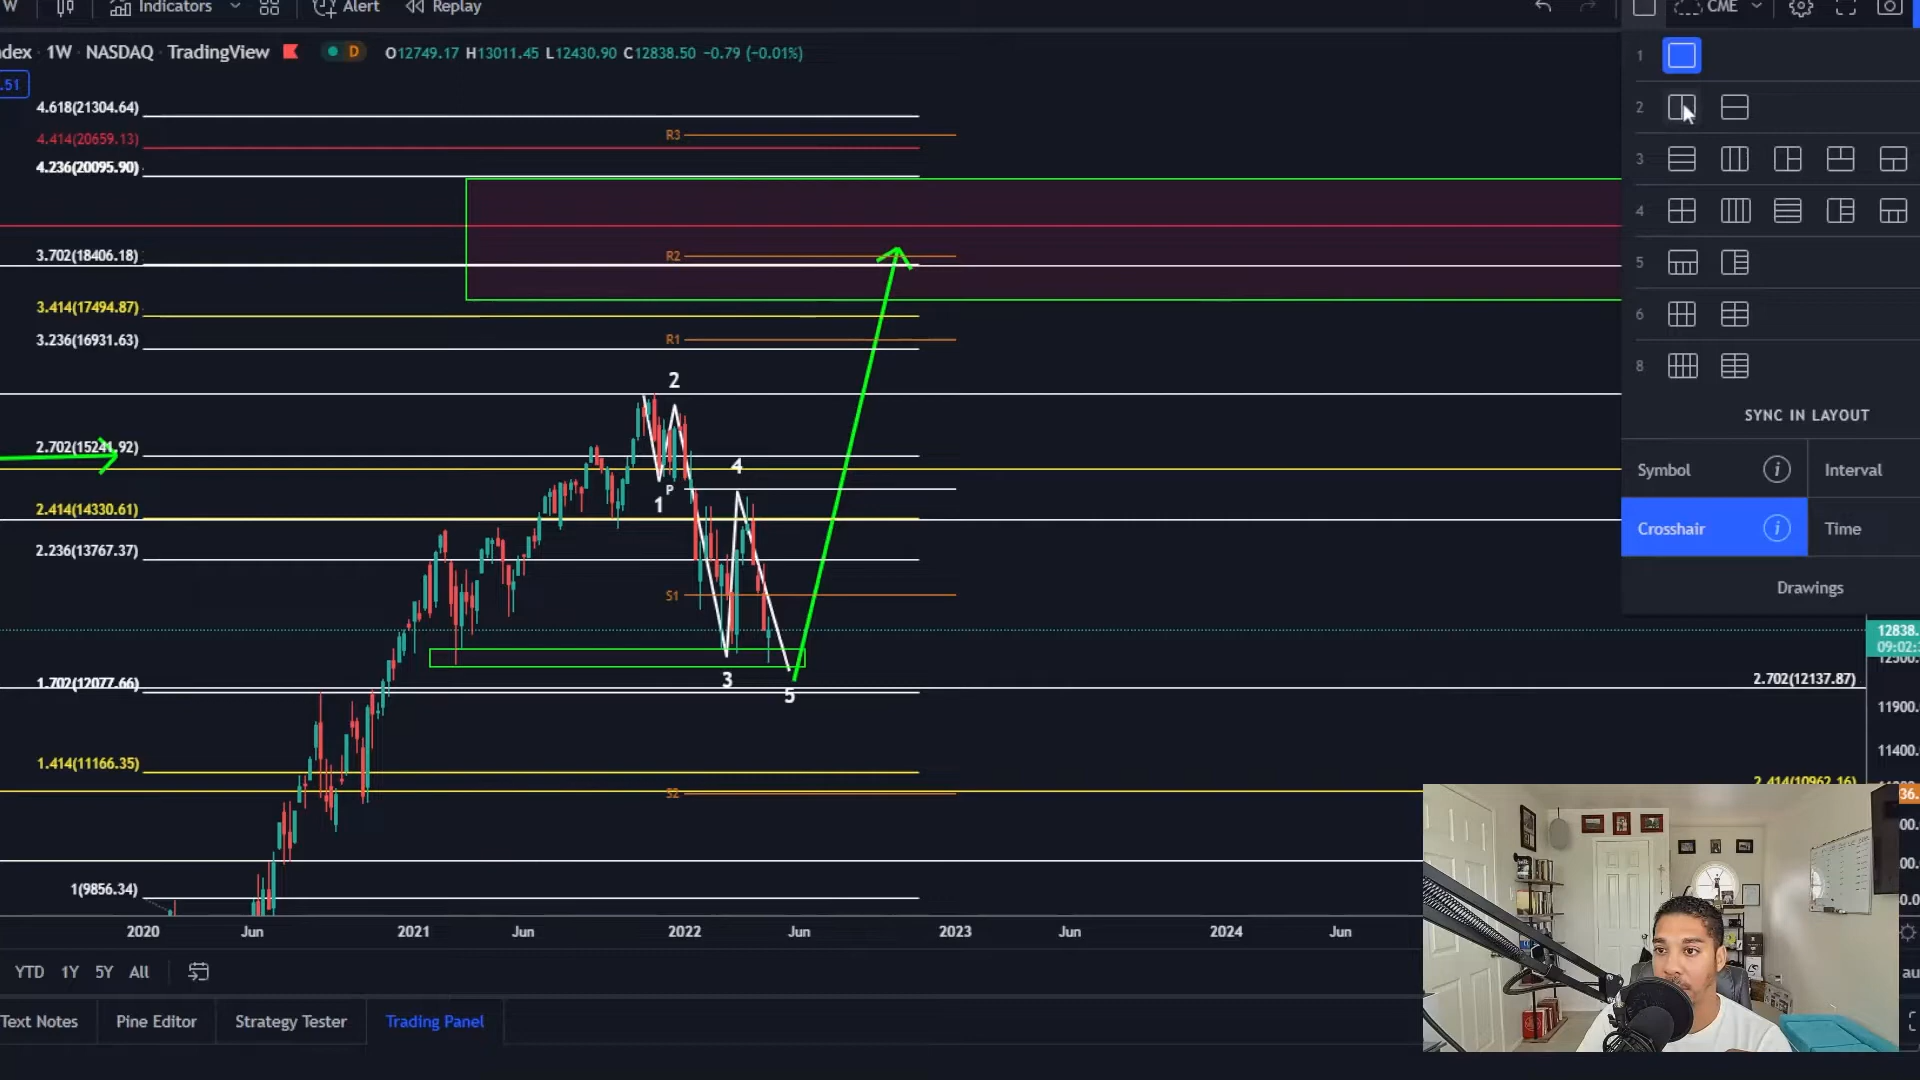 W Indicators Alert Replay CME
ndex · 1W · NASDAQ · TradingView D O12749.17 H13011.45 L12430.90 C12838.50 −0.79 (−0.01%)
.51
4.618(21304.64)
4.414(20659.13)
4.236(20095.90)
3.702(18406.18)
3.414(17494.87)
3.236(16931.63)
2.702(15241.92)
2.414(14330.61)
2.236(13767.37)
1.702(12077.66)
1.414(11166.35)
1(9856.34)
R3
R2
R1
P
S1
S2
1
2
3
4
5
1
2
3
4
5
6
8
SYNC IN LAYOUT
Symbol i Interval
Crosshair i Time
Drawings
12838.
09:02:
12500.
2.702(12137.87)
11900.
11400.
2.414(10962.16)
36.
2020 Jun 2021 Jun 2022 Jun 2023 Jun 2024 Jun
YTD 1Y 5Y All
Text Notes Pine Editor Strategy Tester Trading Panel